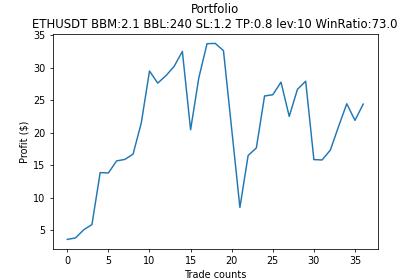 Portfolio
ETHUSDT BBM:2.1 BBL:240 SL:1.2 TP:0.8 lev:10 WinRatio:73.0
35
30
25
20
15
10
5
Profit ($)
0 5 10 15 20 25 30 35
Trade counts